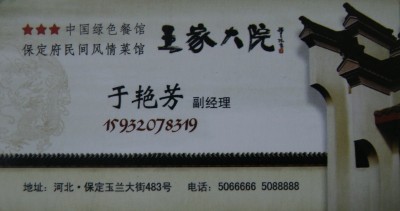 ★★★中国绿色餐馆
保定府民间风情菜馆
王家大院
于艳芳 副经理
15932078319
地址：河北·保定玉兰大街483号 电话：5066666 5088888